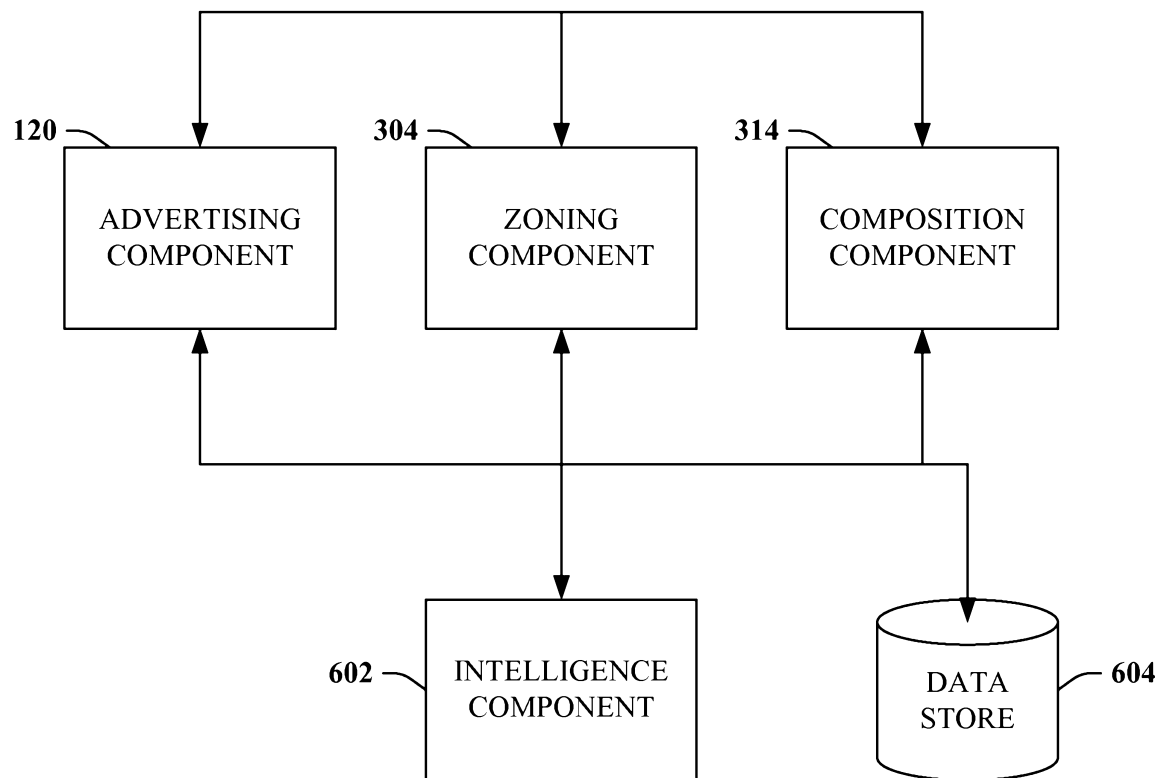 120
304
314
ADVERTISING
COMPONENT
ZONING
COMPONENT
COMPOSITION
COMPONENT
602
INTELLIGENCE
COMPONENT
DATA
STORE
604